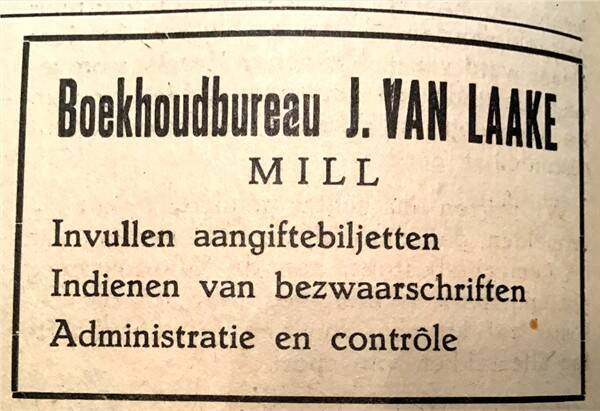 Boekhoudbureau J. VAN LAAKE
MILL
Invullen aangiftebiljetten
Indienen van bezwaarschriften
Administratie en contrôle